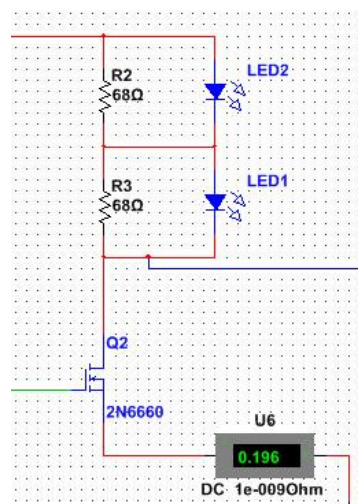 R2
68Ω
LED2
R3
68Ω
LED1
Q2
2N6660
U6
0.196
DC 1e-009Ohm